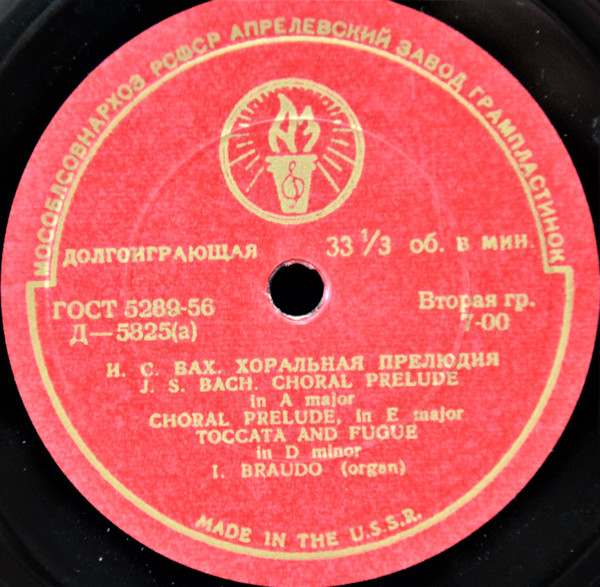 МОСОБЛСОВНАРХОЗ РСФСР АПРЕЛЕВСКИЙ ЗАВОД ГРАМПЛАСТИНОК
АЗ
ДОЛГОИГРАЮЩАЯ 33 1/3 об. в мин.
ГОСТ 5289-56 Вторая гр.
Д—5825(а) 7-00
И. С. БАХ. ХОРАЛЬНАЯ ПРЕЛЮДИЯ
J. S. BACH. CHORAL PRELUDE
in A major
CHORAL PRELUDE, in E major
TOCCATA AND FUGUE
in D minor
I. BRAUDO (organ)
MADE IN THE U.S.S.R.